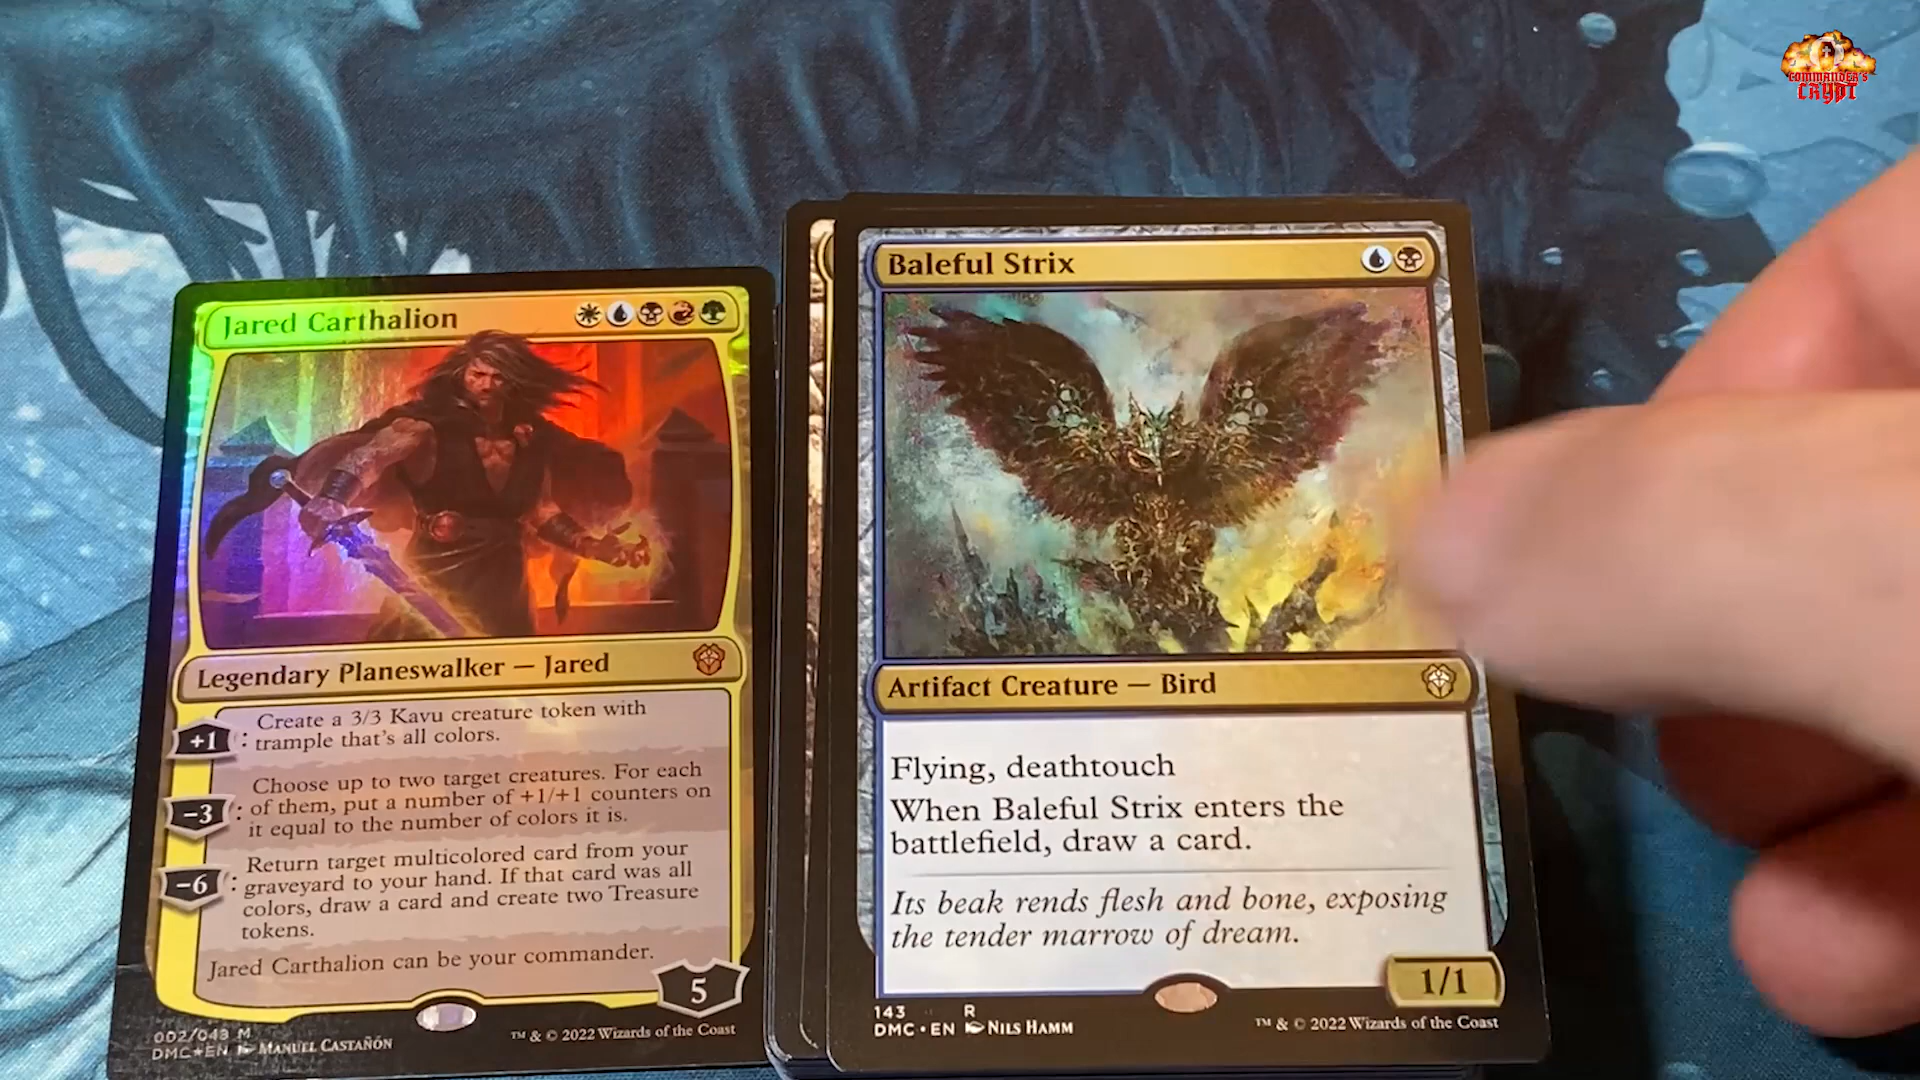 COMMANDER'S
CRYPT
Jared Carthalion
Legendary Planeswalker — Jared
+1 : Create a 3/3 Kavu creature token with
trample that's all colors.
-3 : Choose up to two target creatures. For each
of them, put a number of +1/+1 counters on
it equal to the number of colors it is.
-6 : Return target multicolored card from your
graveyard to your hand. If that card was all
colors, draw a card and create two Treasure
tokens.
Jared Carthalion can be your commander.
5
002/048 M
DMC★EN MANUEL CASTAÑÓN
™ & © 2022 Wizards of the Coast
Baleful Strix
Artifact Creature — Bird
Flying, deathtouch
When Baleful Strix enters the
battlefield, draw a card.
Its beak rends flesh and bone, exposing
the tender marrow of dream.
1/1
143 R
DMC • EN NILS HAMM
™ & © 2022 Wizards of the Coast